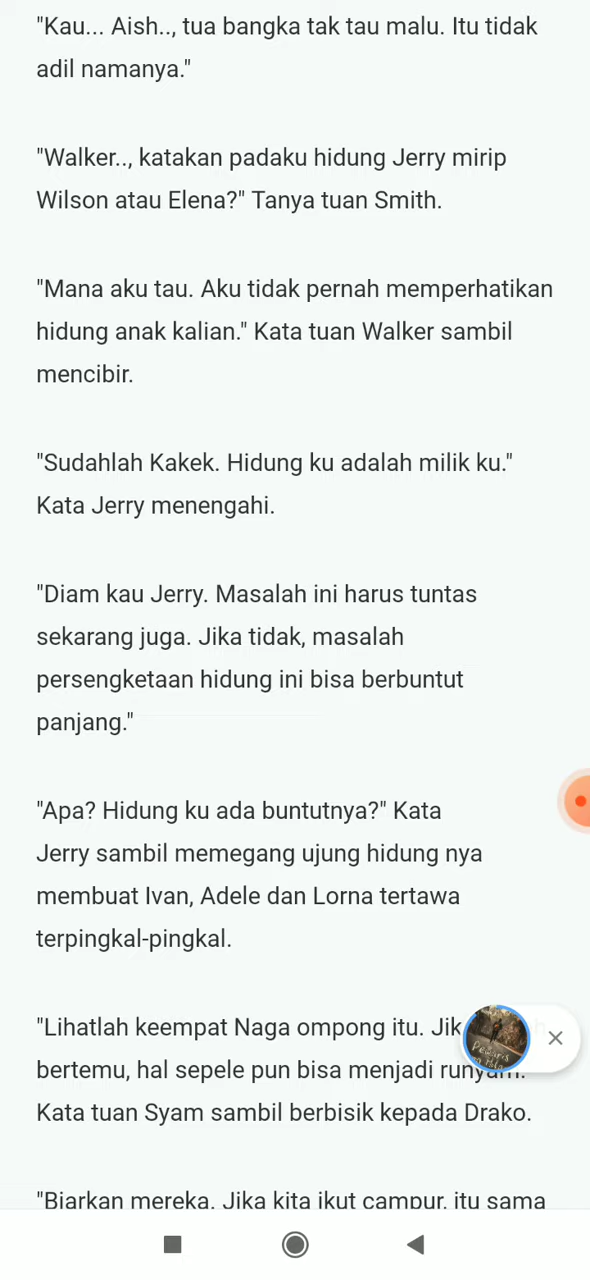 "Kau... Aish.., tua bangka tak tau malu. Itu tidak
adil namanya."
"Walker.., katakan padaku hidung Jerry mirip
Wilson atau Elena?" Tanya tuan Smith.
"Mana aku tau. Aku tidak pernah memperhatikan
hidung anak kalian." Kata tuan Walker sambil
mencibir.
"Sudahlah Kakek. Hidung ku adalah milik ku."
Kata Jerry menengahi.
"Diam kau Jerry. Masalah ini harus tuntas
sekarang juga. Jika tidak, masalah
persengketaan hidung ini bisa berbuntut
panjang."
"Apa? Hidung ku ada buntutnya?" Kata
Jerry sambil memegang ujung hidung nya
membuat Ivan, Adele dan Lorna tertawa
terpingkal-pingkal.
"Lihatlah keempat Naga ompong itu.
bertemu, hal sepele pun bisa menjadi
Kata tuan Syam sambil berbisik kepada Drako.
"Biarkan mereka. Jika kita ikut campur, itu sama
Pewaris